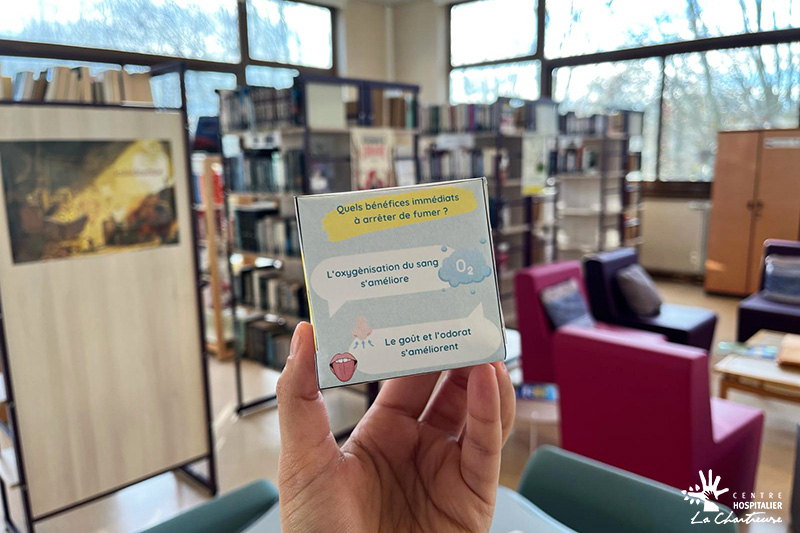 Quels bénéfices immédiats
à arrêter de fumer ?
L'oxygènisation du sang
s'améliore
O₂
Le goût et l'odorat
s'améliorent
CENTRE
HOSPITALIER
La Chartreuse